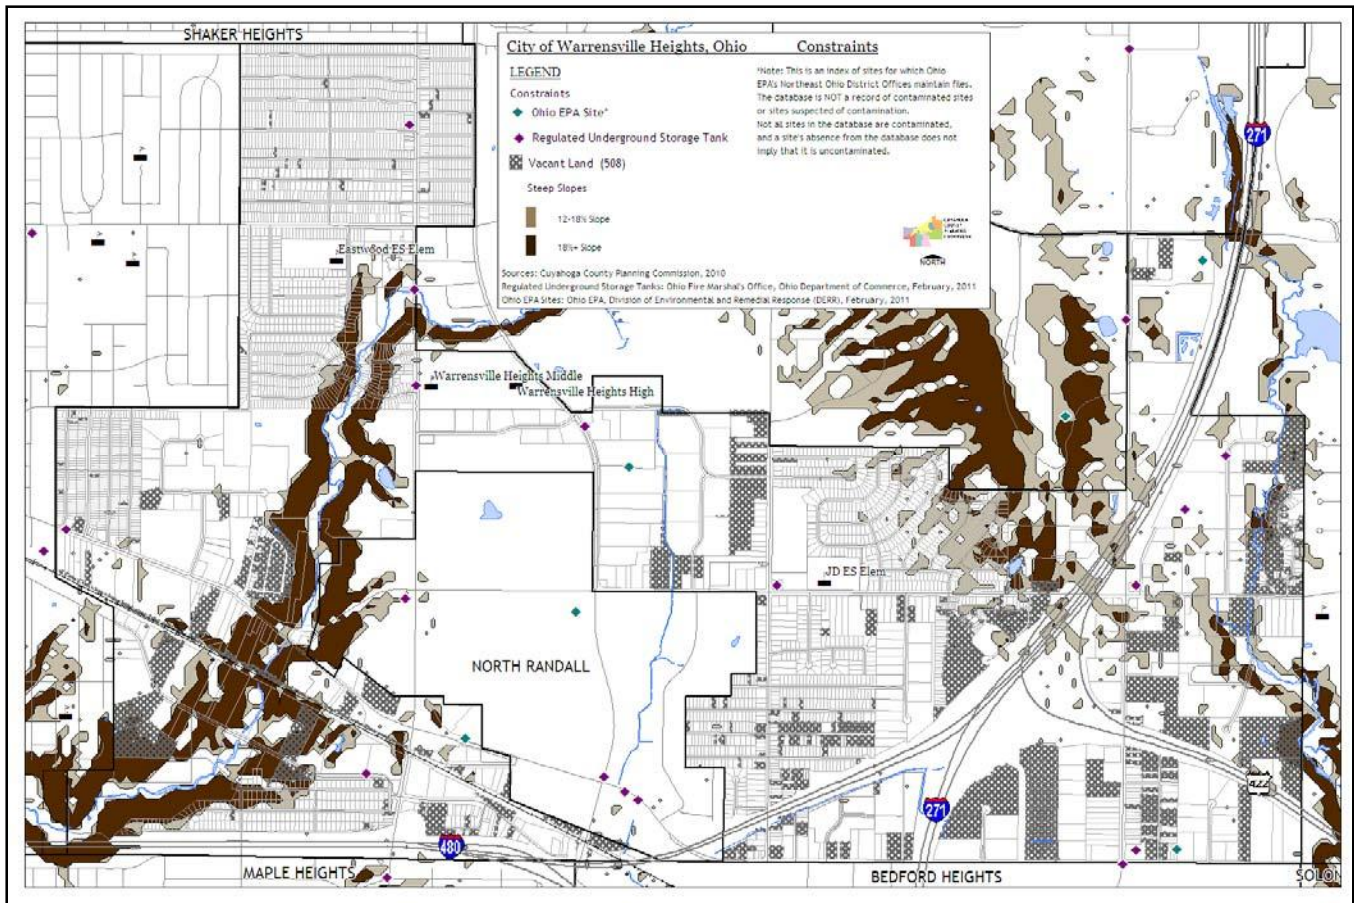 SHAKER HEIGHTS
City of Warrensville Heights, Ohio Constraints
LEGEND
Constraints
Ohio EPA Site*
Regulated Underground Storage Tank
Vacant Land (508)
Steep Slopes
12-18% Slope
18%+ Slope
*Note: This is an index of sites for which Ohio
EPA's Northeast Ohio District Offices maintain files.
The database is NOT a record of contaminated sites
or sites suspected of contamination.
Not all sites in the database are contaminated,
and a site's absence from the database does not
imply that it is uncontaminated.
NORTH
Sources: Cuyahoga County Planning Commission, 2010
Regulated Underground Storage Tanks: Ohio Fire Marshal's Office, Ohio Department of Commerce, February, 2011
Ohio EPA Sites: Ohio EPA, Division of Environmental and Remedial Response (DERR), February, 2011
271
Eastwood ES Elem
Warrensville Heights Middle
Warrensville Heights High
JD ES Elem
NORTH RANDALL
422
271
480
MAPLE HEIGHTS
BEDFORD HEIGHTS
SOLON